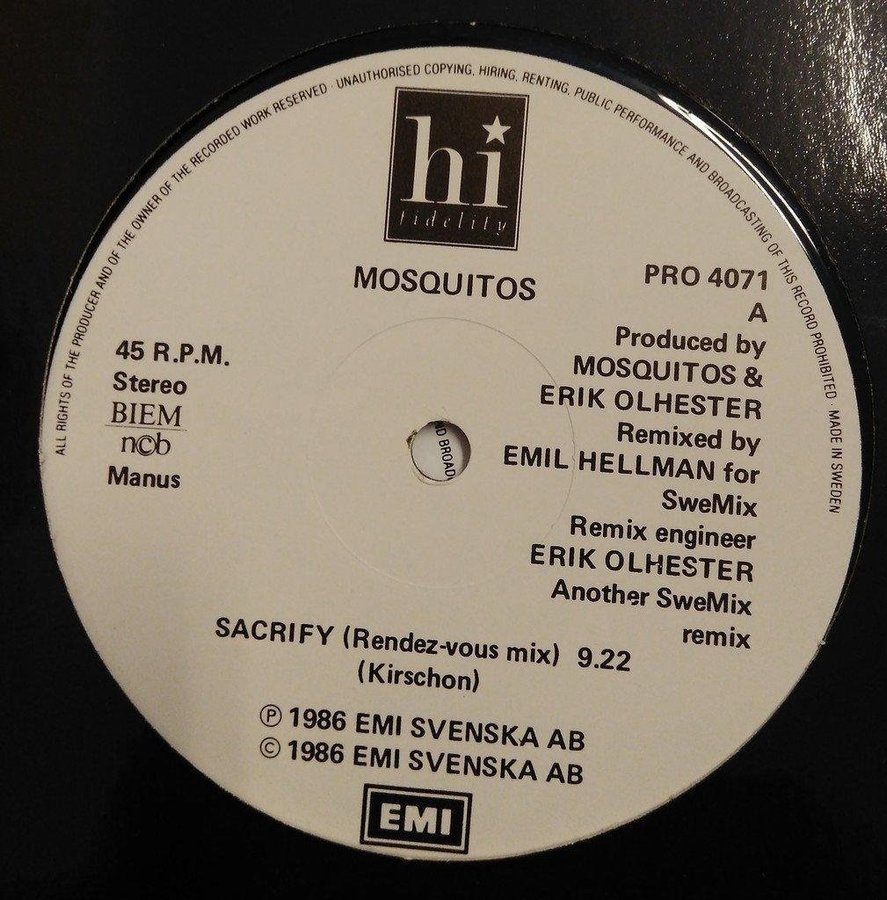 ALL RIGHTS OF THE PRODUCER AND OF THE OWNER OF THE RECORDED WORK RESERVED · UNAUTHORISED COPYING, HIRING, RENTING, PUBLIC PERFORMANCE AND BROADCASTING OF THIS RECORD PROHIBITED · MADE IN SWEDEN
hi
fidelity
MOSQUITOS
PRO 4071
A
45 R.P.M.
Stereo
BIEM
n©b
Manus
Produced by
MOSQUITOS &
ERIK OLHESTER
Remixed by
EMIL HELLMAN for
SweMix
Remix engineer
ERIK OLHESTER
Another SweMix
remix
ND BROAD
SACRIFY (Rendez-vous mix) 9.22
(Kirschon)
℗ 1986 EMI SVENSKA AB
© 1986 EMI SVENSKA AB
EMI